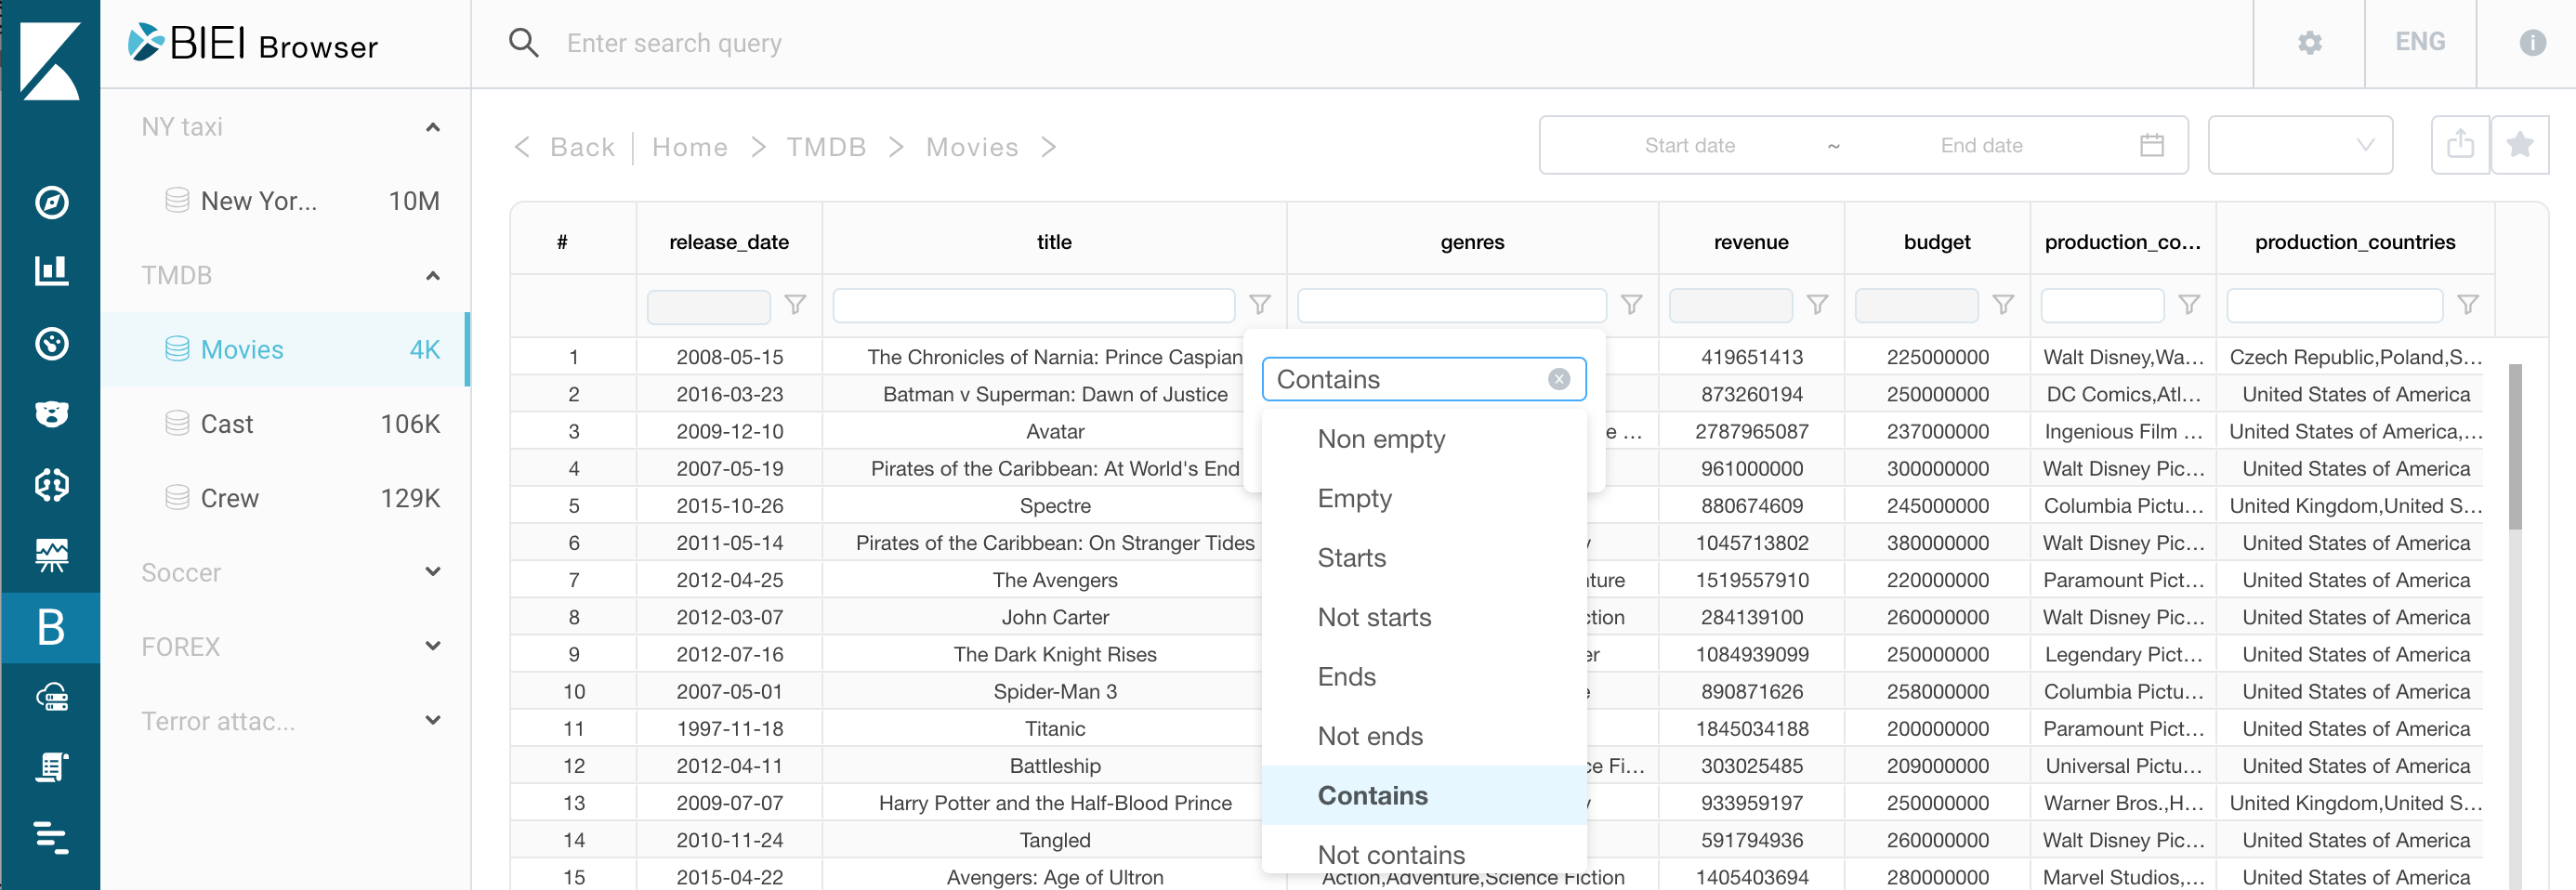 BIEI Browser
Enter search query
ENG
NY taxi
New Yor... 10M
TMDB
Movies 4K
Cast 106K
Crew 129K
Soccer
FOREX
Terror attac...
B
Back | Home > TMDB > Movies >
Start date ~ End date
# release_date title genres revenue budget production_co... production_countries
1 2008-05-15 The Chronicles of Narnia: Prince Caspian 419651413 225000000 Walt Disney,Wa... Czech Republic,Poland,S...
2 2016-03-23 Batman v Superman: Dawn of Justice 873260194 250000000 DC Comics,Atl... United States of America
3 2009-12-10 Avatar e ... 2787965087 237000000 Ingenious Film ... United States of America,...
4 2007-05-19 Pirates of the Caribbean: At World's End 961000000 300000000 Walt Disney Pic... United States of America
5 2015-10-26 Spectre 880674609 245000000 Columbia Pictu... United Kingdom,United S...
6 2011-05-14 Pirates of the Caribbean: On Stranger Tides 1045713802 380000000 Walt Disney Pic... United States of America
7 2012-04-25 The Avengers ture 1519557910 220000000 Paramount Pict... United States of America
8 2012-03-07 John Carter ction 284139100 260000000 Walt Disney Pic... United States of America
9 2012-07-16 The Dark Knight Rises er 1084939099 250000000 Legendary Pict... United States of America
10 2007-05-01 Spider-Man 3 890871626 258000000 Columbia Pictu... United States of America
11 1997-11-18 Titanic 1845034188 200000000 Paramount Pict... United States of America
12 2012-04-11 Battleship ce Fi... 303025485 209000000 Universal Pictu... United States of America
13 2009-07-07 Harry Potter and the Half-Blood Prince 933959197 250000000 Warner Bros.,H... United Kingdom,United S...
14 2010-11-24 Tangled 591794936 260000000 Walt Disney Pic... United States of America
15 2015-04-22 Avengers: Age of Ultron Action,Adventure,Science Fiction 1405403694 280000000 Marvel Studios,... United States of America
Contains
Non empty
Empty
Starts
Not starts
Ends
Not ends
Contains
Not contains